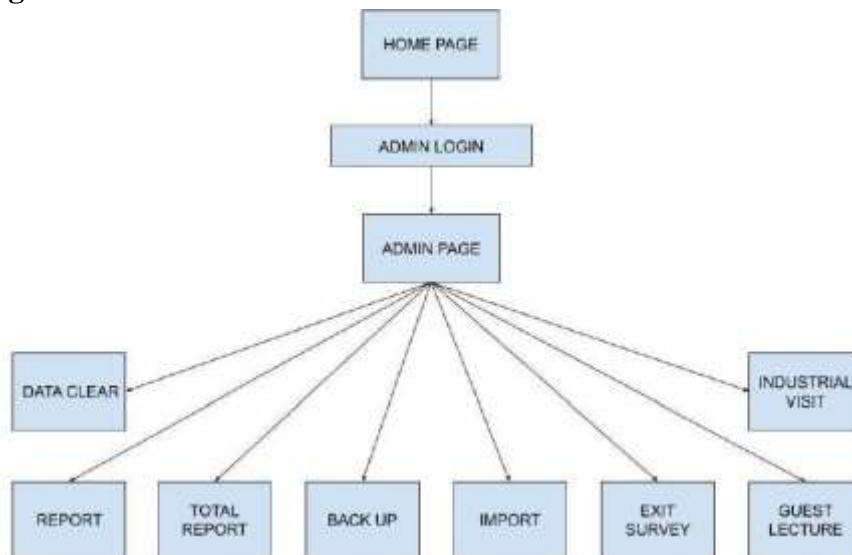 g
HOME PAGE
ADMIN LOGIN
ADMIN PAGE
DATA CLEAR
INDUSTRIAL
VISIT
REPORT
TOTAL
REPORT
BACK UP
IMPORT
EXIT
SURVEY
GUEST
LECTURE